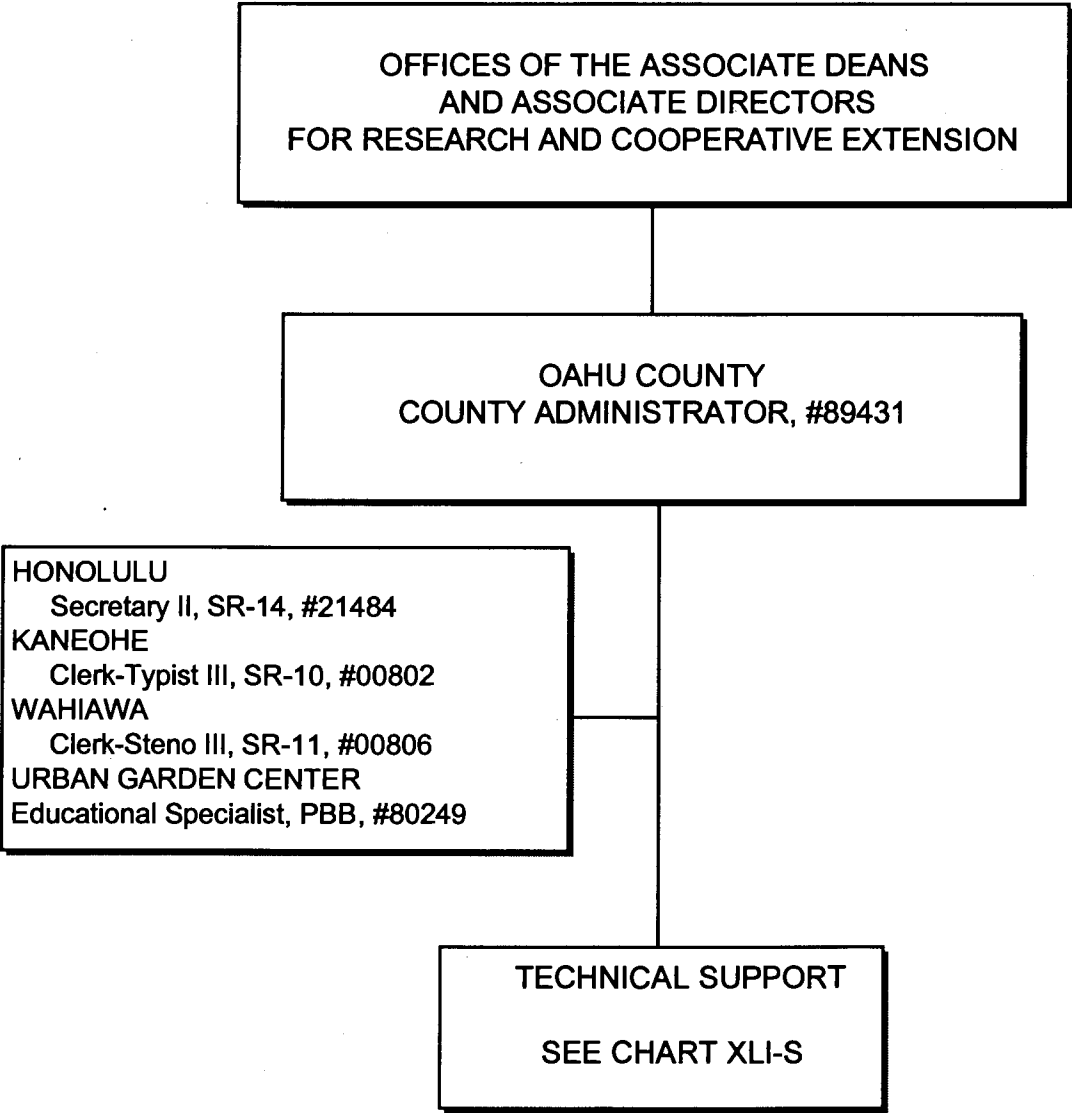 OFFICES OF THE ASSOCIATE DEANS
AND ASSOCIATE DIRECTORS
FOR RESEARCH AND COOPERATIVE EXTENSION
OAHU COUNTY
COUNTY ADMINISTRATOR, #89431
HONOLULU
Secretary II, SR-14, #21484
KANEOHE
Clerk-Typist III, SR-10, #00802
WAHIAWA
Clerk-Steno III, SR-11, #00806
URBAN GARDEN CENTER
Educational Specialist, PBB, #80249
TECHNICAL SUPPORT
SEE CHART XLI-S